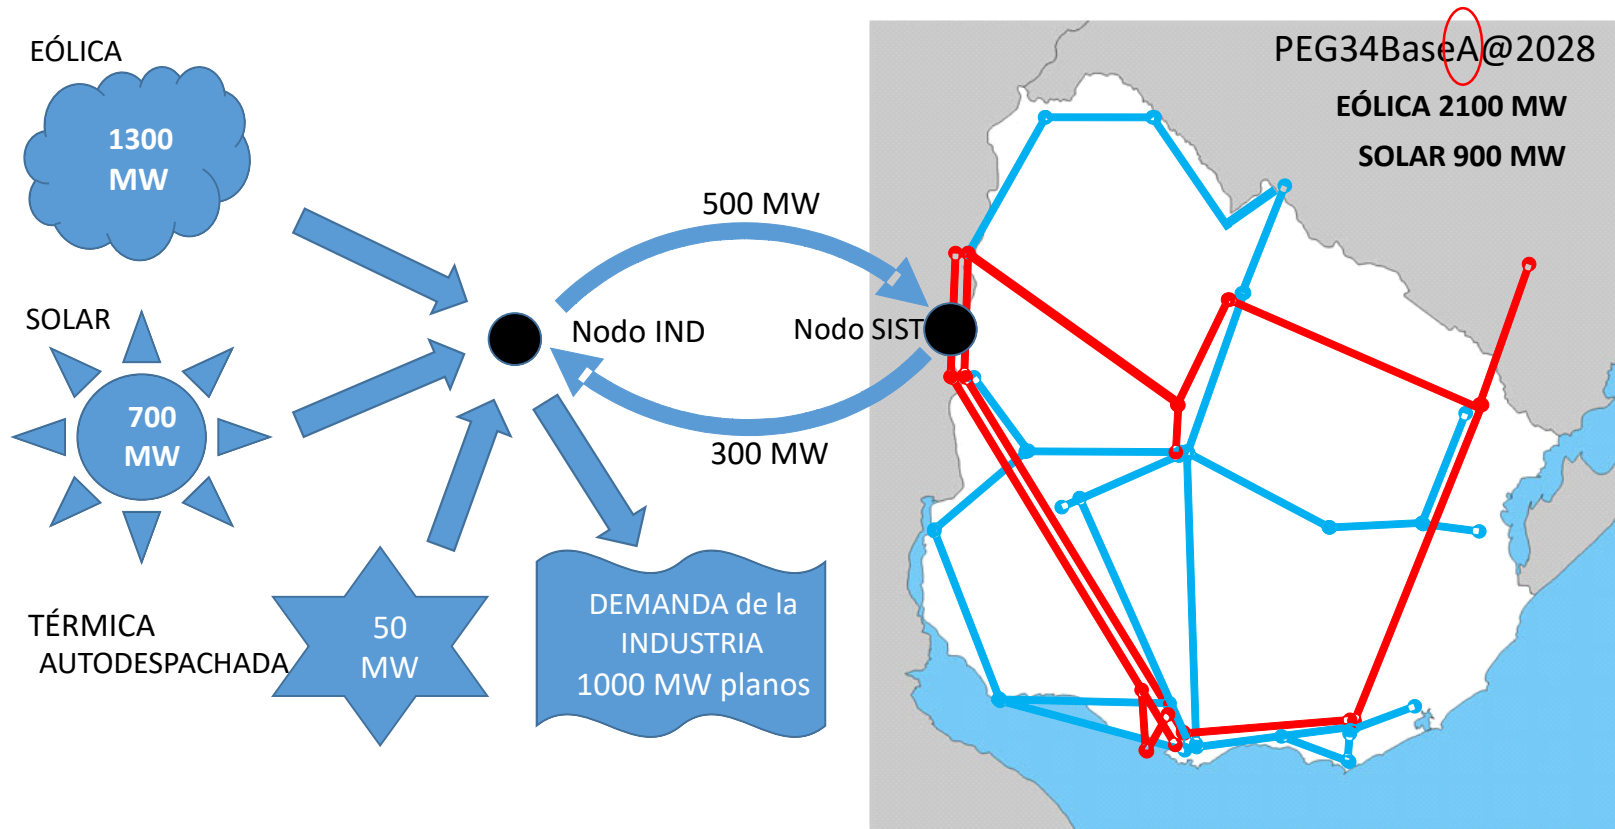 EÓLICA
1300
MW
SOLAR
700
MW
TÉRMICA
AUTODESPACHADA
50
MW
500 MW
Nodo IND
Nodo SIST
300 MW
DEMANDA de la
INDUSTRIA
1000 MW planos
PEG34BaseA@2028
EÓLICA 2100 MW
SOLAR 900 MW